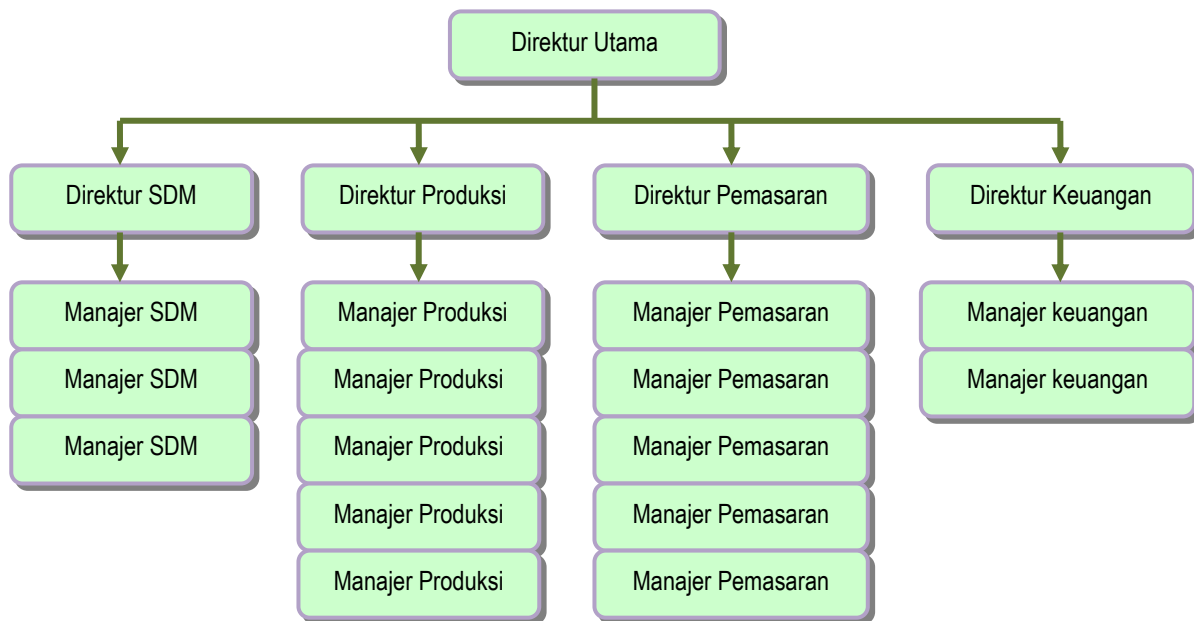 Direktur Utama
Direktur SDM
Direktur Produksi
Direktur Pemasaran
Direktur Keuangan
Manajer SDM
Manajer Produksi
Manajer Pemasaran
Manajer keuangan
Manajer SDM
Manajer Produksi
Manajer Pemasaran
Manajer keuangan
Manajer SDM
Manajer Produksi
Manajer Pemasaran
Manajer Produksi
Manajer Pemasaran
Manajer Produksi
Manajer Pemasaran